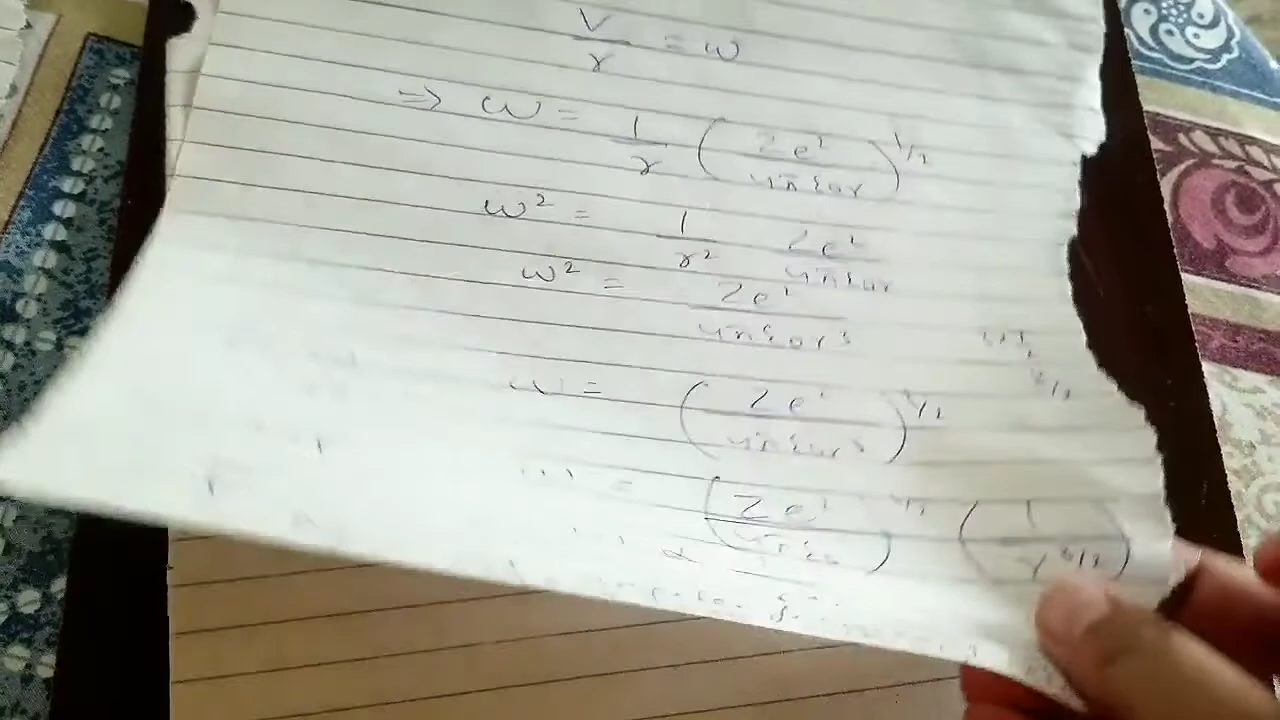 V/r = ω
⇒ ω = 1/r (Ze²/4πε₀r)^1/2
ω² = 1/r² Ze²/4πε₀r
ω² = Ze²/4πε₀r³
ω = (Ze²/4πε₀r³)^1/2
= (Ze²/4πε₀)^1/2 (1/r^3/2)